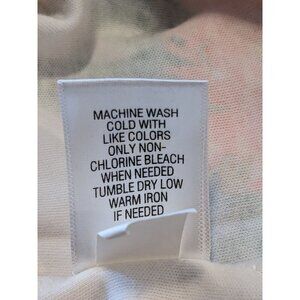 MACHINE WASH
COLD WITH
LIKE COLORS
ONLY NON-
CHLORINE BLEACH
WHEN NEEDED
TUMBLE DRY LOW
WARM IRON
IF NEEDED